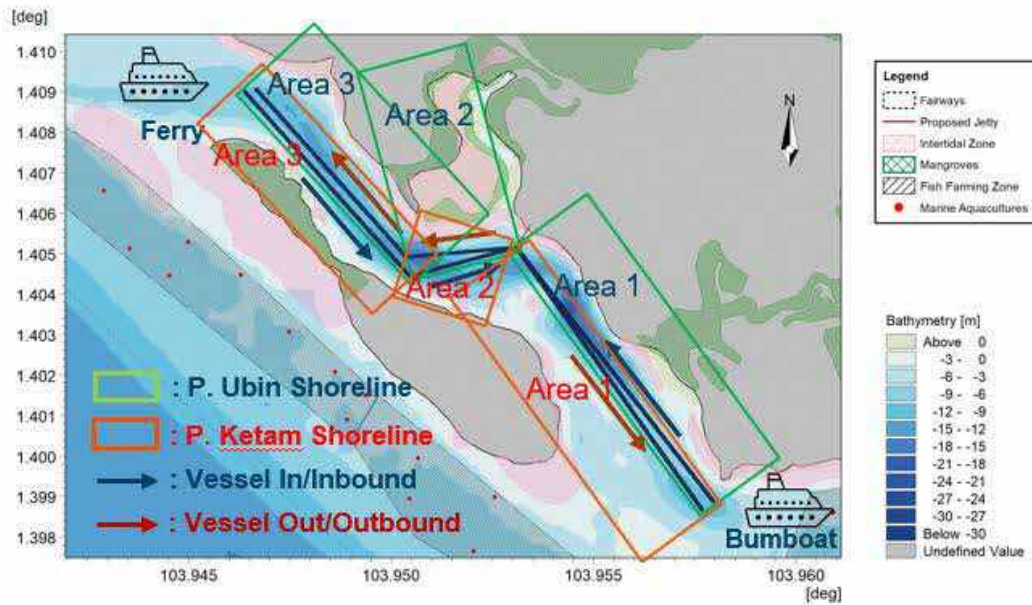 [deg]
1.410
1.409
1.408
1.407
1.406
1.405
1.404
1.403
1.402
1.401
1.400
1.399
1.398
Ferry
Area 3
Area 3
Area 2
Area 2
Area 1
Area 1
Bumboat
N
: P. Ubin Shoreline
: P. Ketam Shoreline
: Vessel In/Inbound
: Vessel Out/Outbound
103.945
103.950
103.955
103.960
[deg]
Legend
Fairways
Proposed Jetty
Intertidal Zone
Mangroves
Fish Farming Zone
Marine Aquacultures
Bathymetry [m]
Above 0
-3 - 0
-6 - -3
-9 - -6
-12 - -9
-15 - -12
-18 - -15
-21 - -18
-24 - -21
-27 - -24
-30 - -27
Below -30
Undefined Value